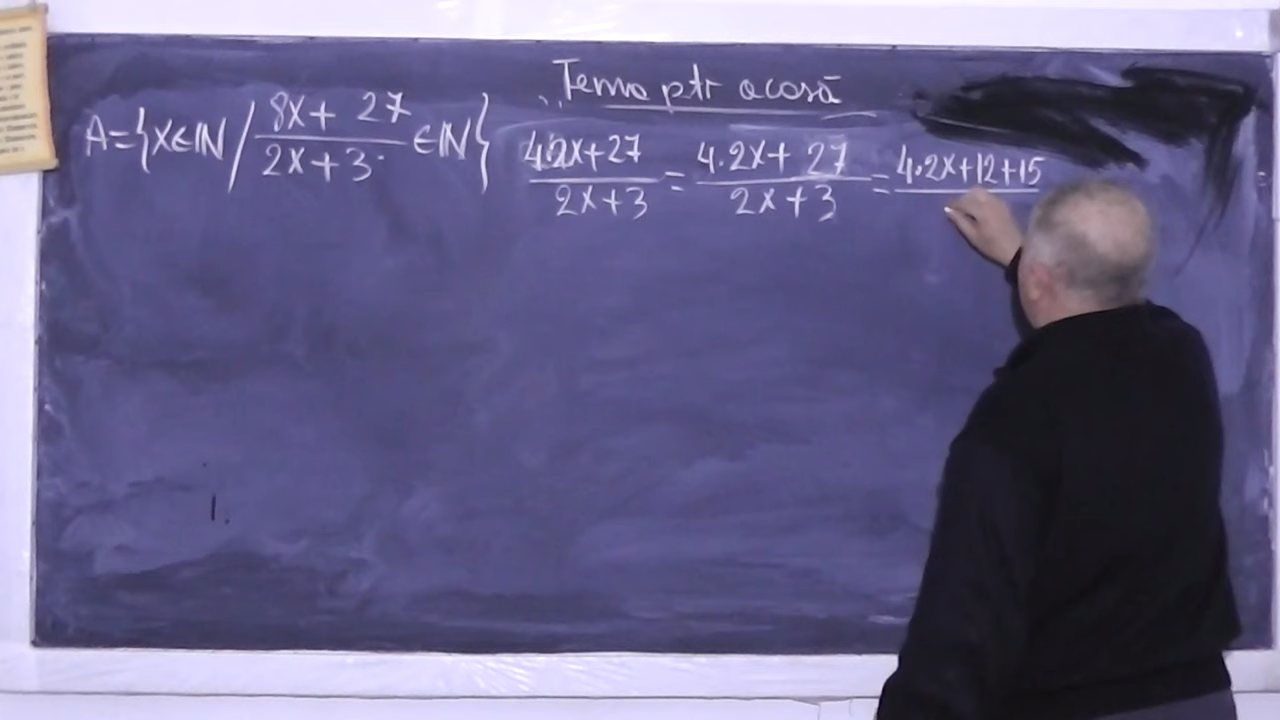 Tema ptr acasă
A={x∈ℕ / (8x+27)/(2x+3) ∈ℕ} (4.2x+27)/(2x+3) = (4.2x+27)/(2x+3) = 4.2x+12+15